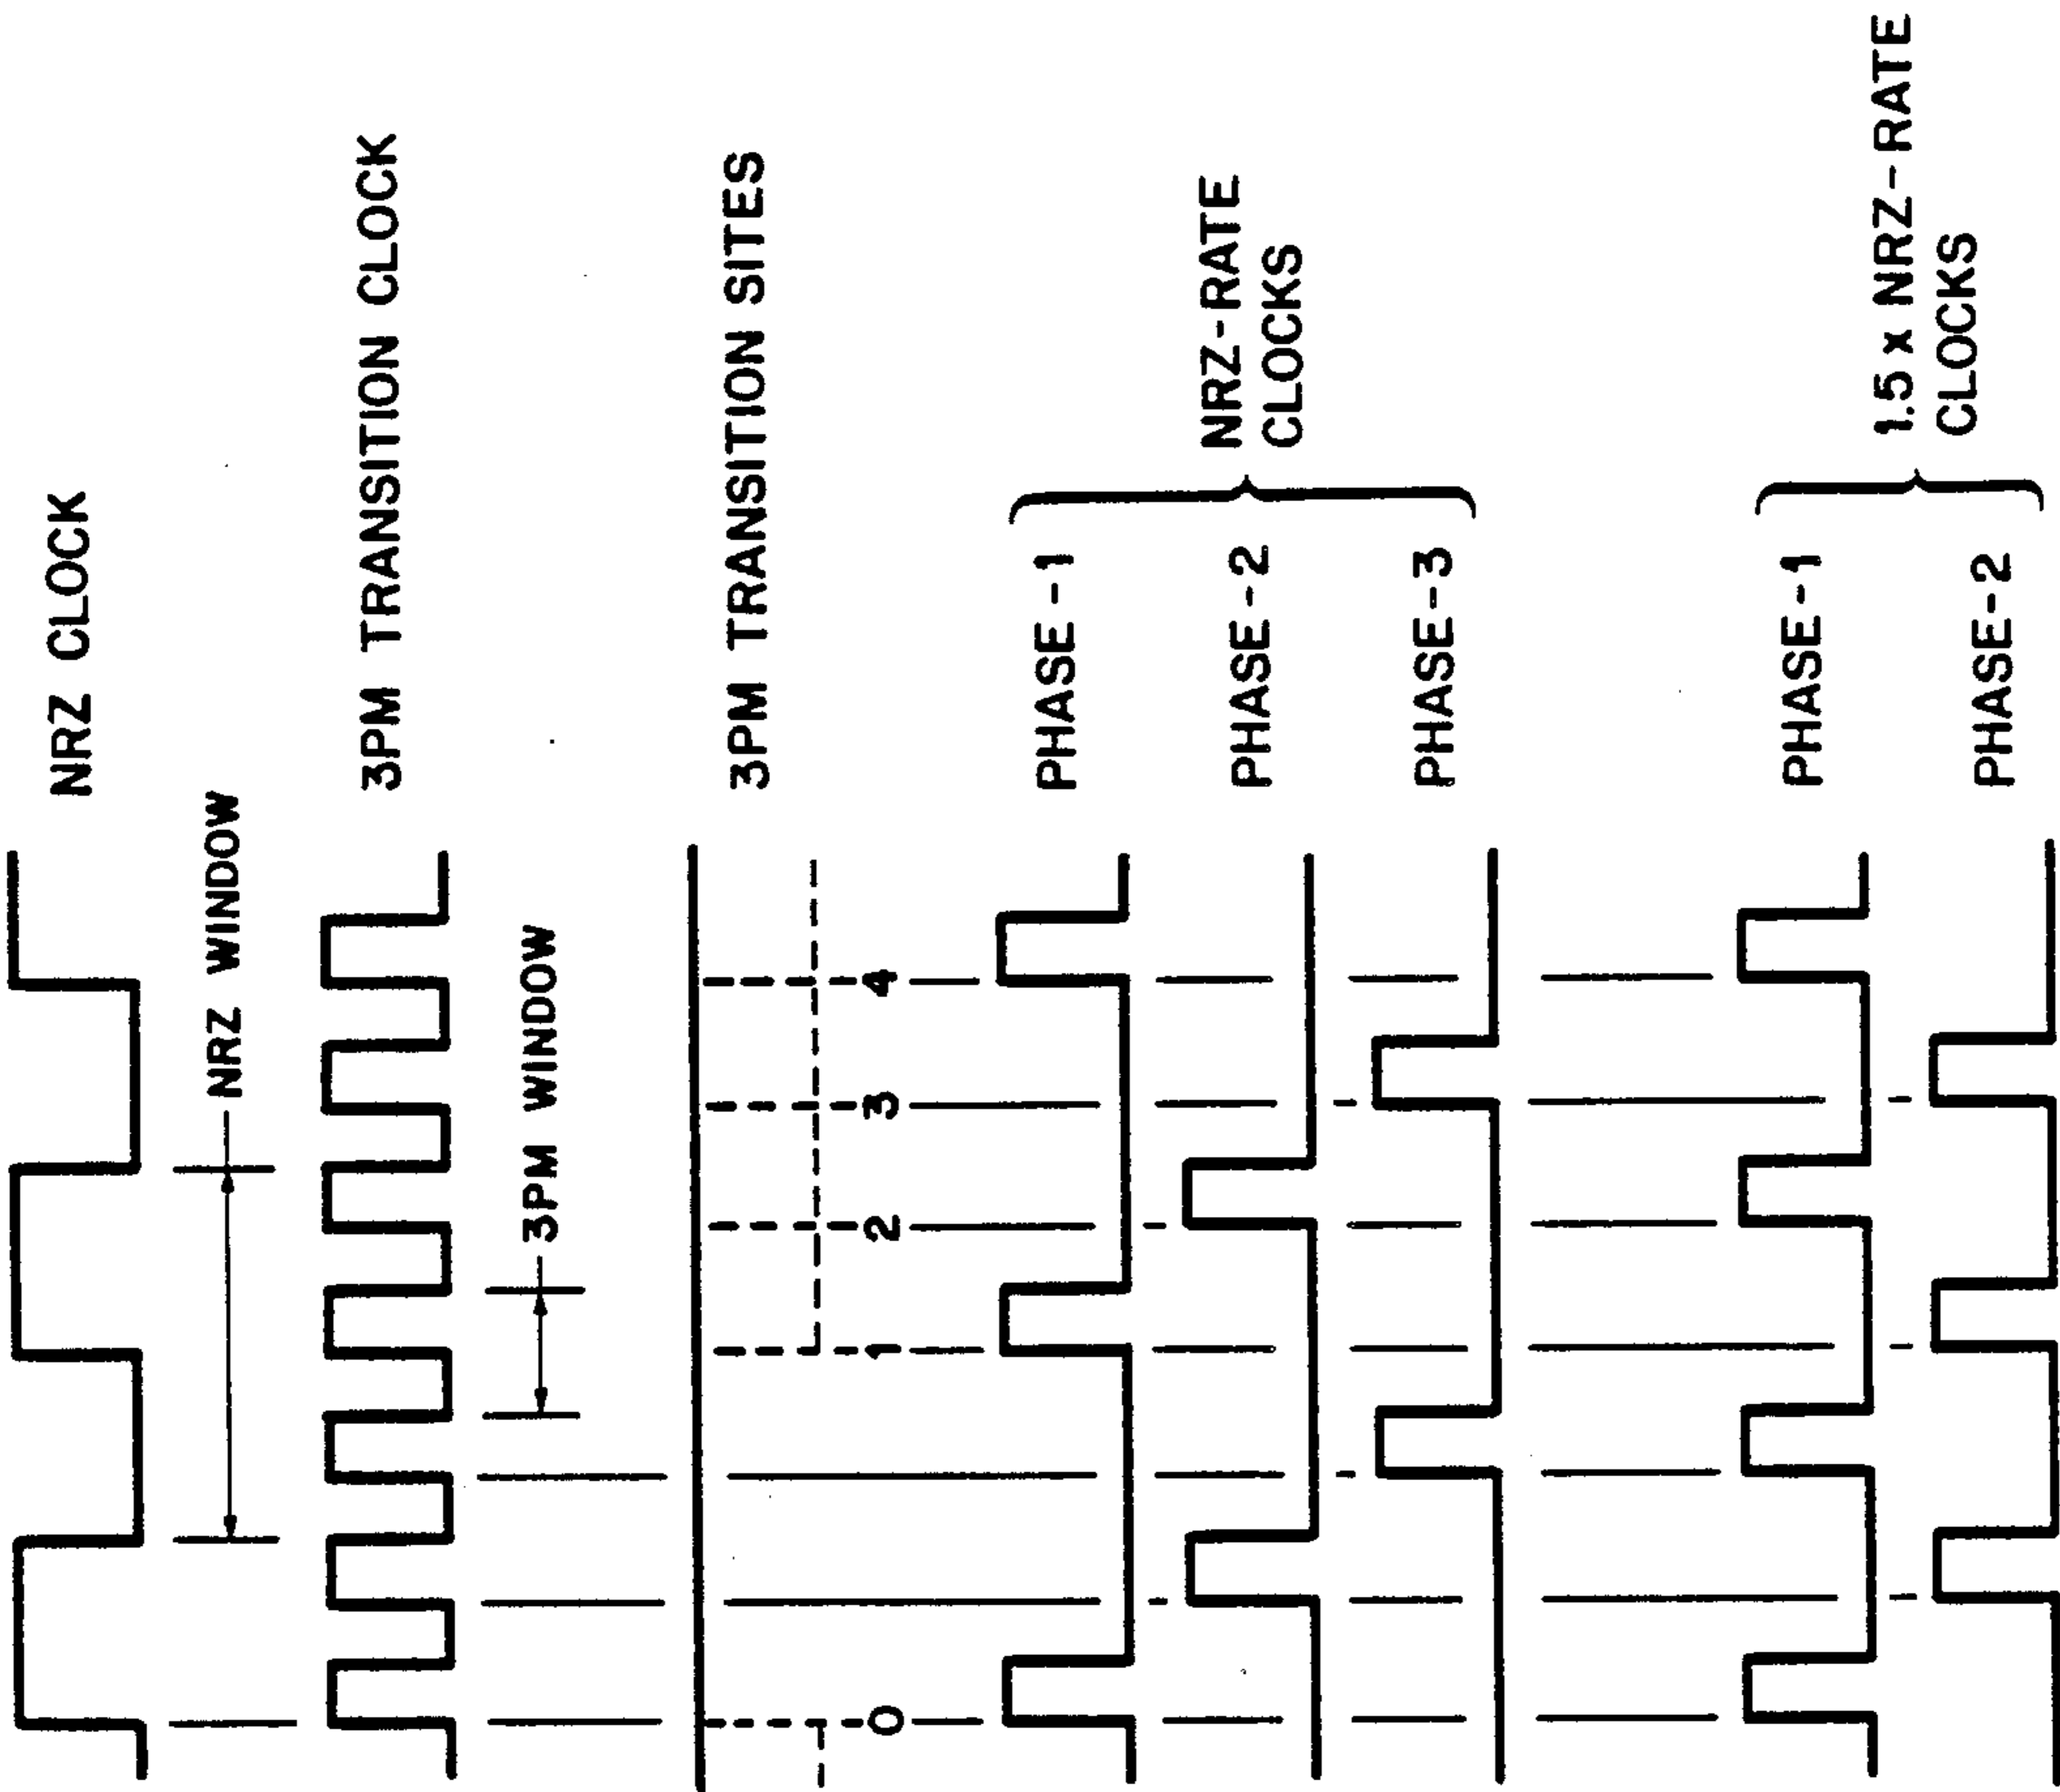 NRZ CLOCK
NRZ WINDOW
3PM TRANSITION CLOCK
3PM WINDOW
3PM TRANSITION SITES
0 1 2 3 4
PHASE-1
PHASE-2
PHASE-3
NRZ-RATE
CLOCKS
PHASE-1
PHASE-2
1.5 x NRZ-RATE
CLOCKS